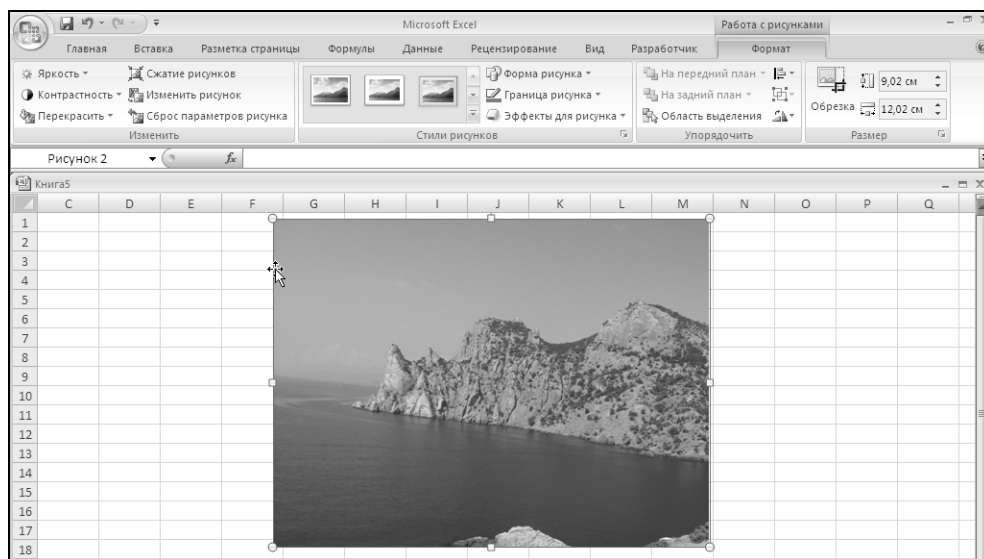 Microsoft Excel Работа с рисунками
Главная Вставка Разметка страницы Формулы Данные Рецензирование Вид Разработчик Формат
Яркость Сжатие рисунков Форма рисунка На передний план 9,02 см
Контрастность Изменить рисунок Граница рисунка На задний план Обрезка
Перекрасить Сброс параметров рисунка Эффекты для рисунка Область выделения 12,02 см
Изменить Стили рисунков Упорядочить Размер
Рисунок 2 fx
Книга5
C D E F G H I J K L M N O P Q
1
2
3
4
5
6
7
8
9
10
11
12
13
14
15
16
17
18